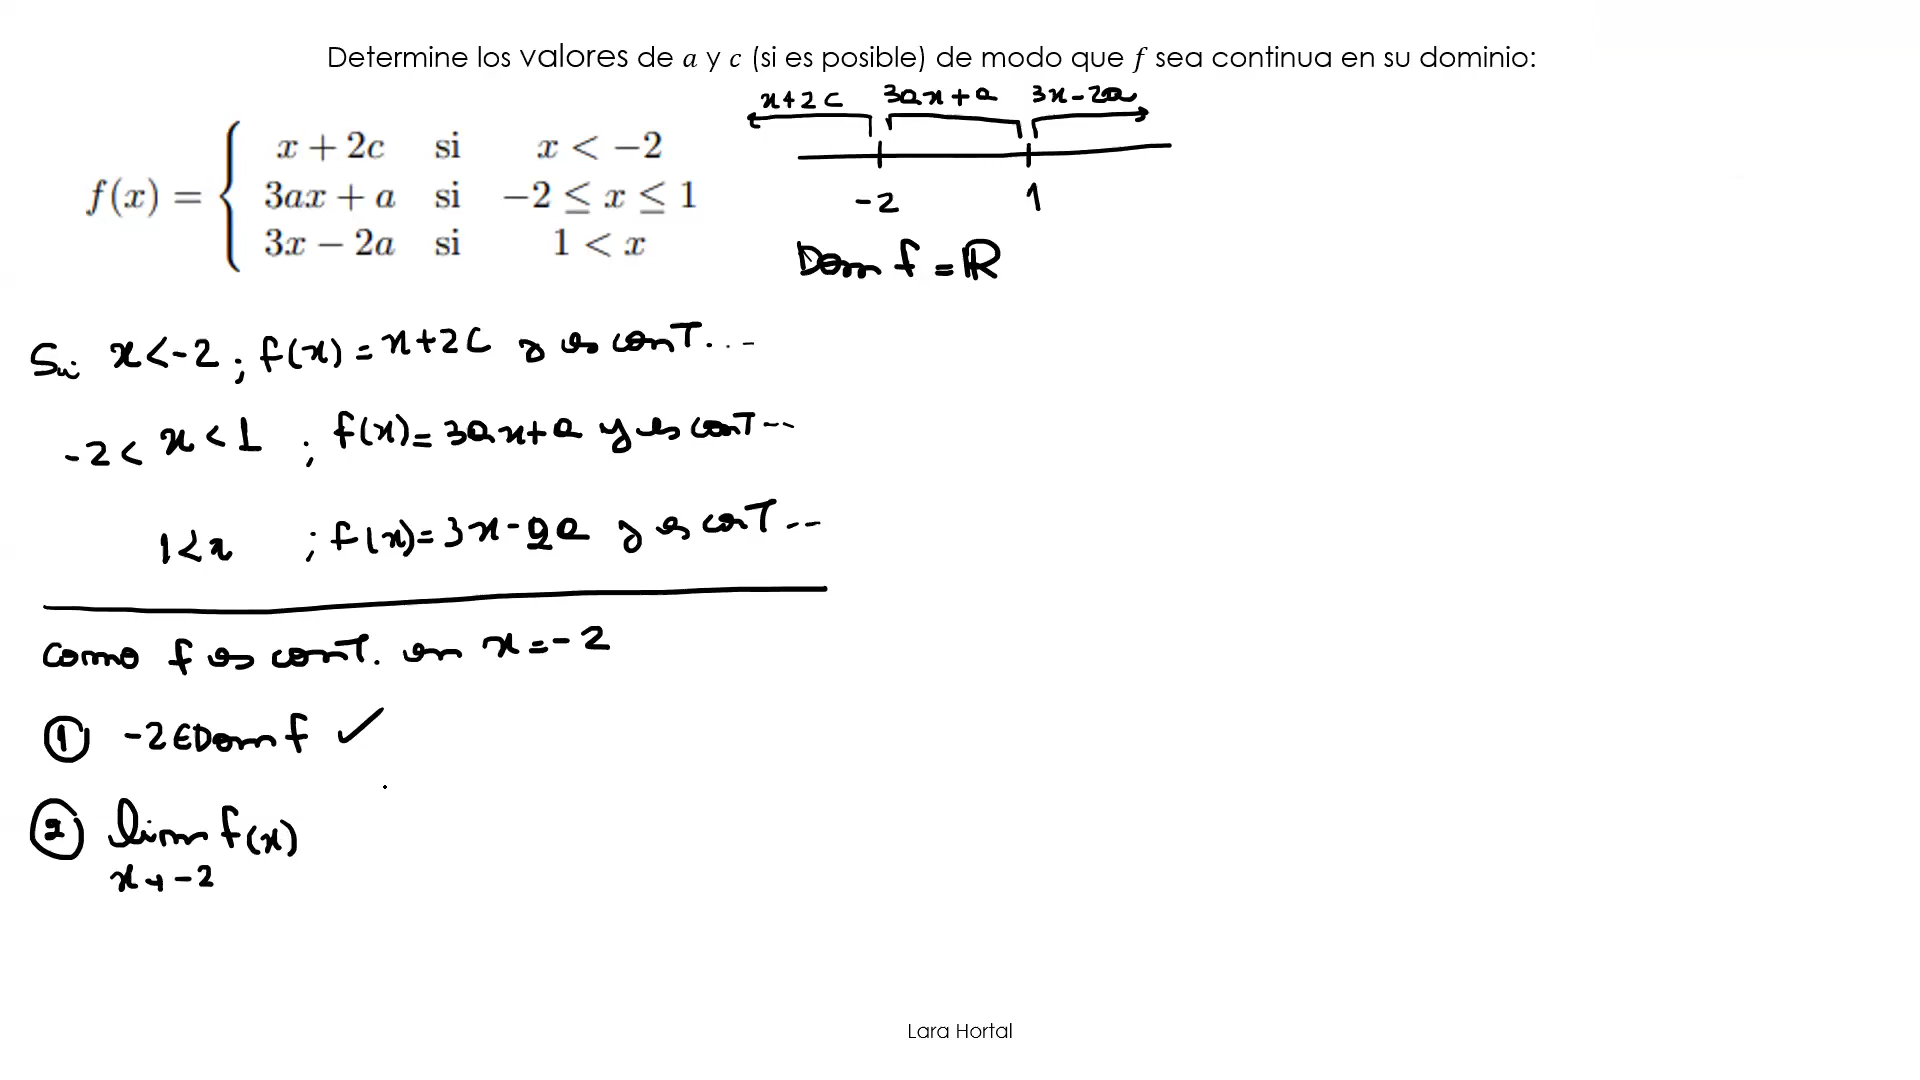 Determine los valores de a y c (si es posible) de modo que f sea continua en su dominio:
x+2c 3ax+a 3x-2a
f(x) = { x + 2c si x < −2
3ax + a si −2 ≤ x ≤ 1
3x − 2a si 1 < x
-2 1
Dom f = ℝ
Si x<-2 ; f(x) = x+2c y es cont. . --
-2 < x < 1 ; f(x) = 3ax+a y es cont --
1<x ; f(x) = 3x-2a y es cont --
Como f es cont. en x = -2
① -2 ∈ Dom f ✓
② lim f(x)
x→-2
Lara Hortal